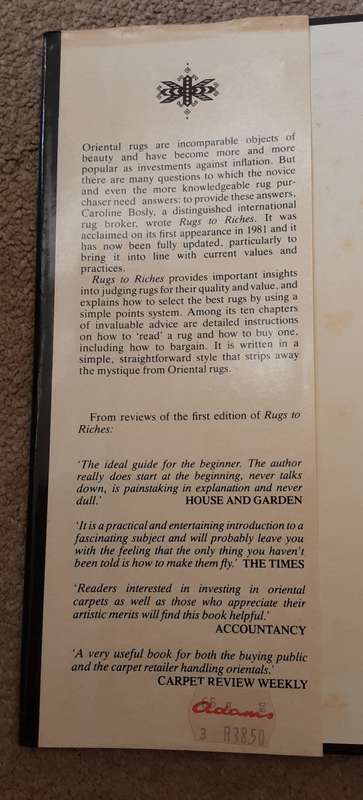 Oriental rugs are incomparable objects of
beauty and have become more and more
popular as investments against inflation. But
there are many questions to which the novice
and even the more knowledgeable rug pur-
chaser need answers: to provide these answers,
Caroline Bosly, a distinguished international
rug broker, wrote Rugs to Riches. It was
acclaimed on its first appearance in 1981 and it
has now been fully updated, particularly to
bring it into line with current values and
practices.
Rugs to Riches provides important insights
into judging rugs for their quality and value, and
explains how to select the best rugs by using a
simple points system. Among its ten chapters
of invaluable advice are detailed instructions
on how to 'read' a rug and how to buy one,
including how to bargain. It is written in a
simple, straightforward style that strips away
the mystique from Oriental rugs.
From reviews of the first edition of Rugs to
Riches:
'The ideal guide for the beginner. The author
really does start at the beginning, never talks
down, is painstaking in explanation and never
dull.' HOUSE AND GARDEN
'It is a practical and entertaining introduction to a
fascinating subject and will probably leave you
with the feeling that the only thing you haven't
been told is how to make them fly.' THE TIMES
'Readers interested in investing in oriental
carpets as well as those who appreciate their
artistic merits will find this book helpful.'
ACCOUNTANCY
'A very useful book for both the buying public
and the carpet retailer handling orientals.'
CARPET REVIEW WEEKLY
Adams
3 R38.50